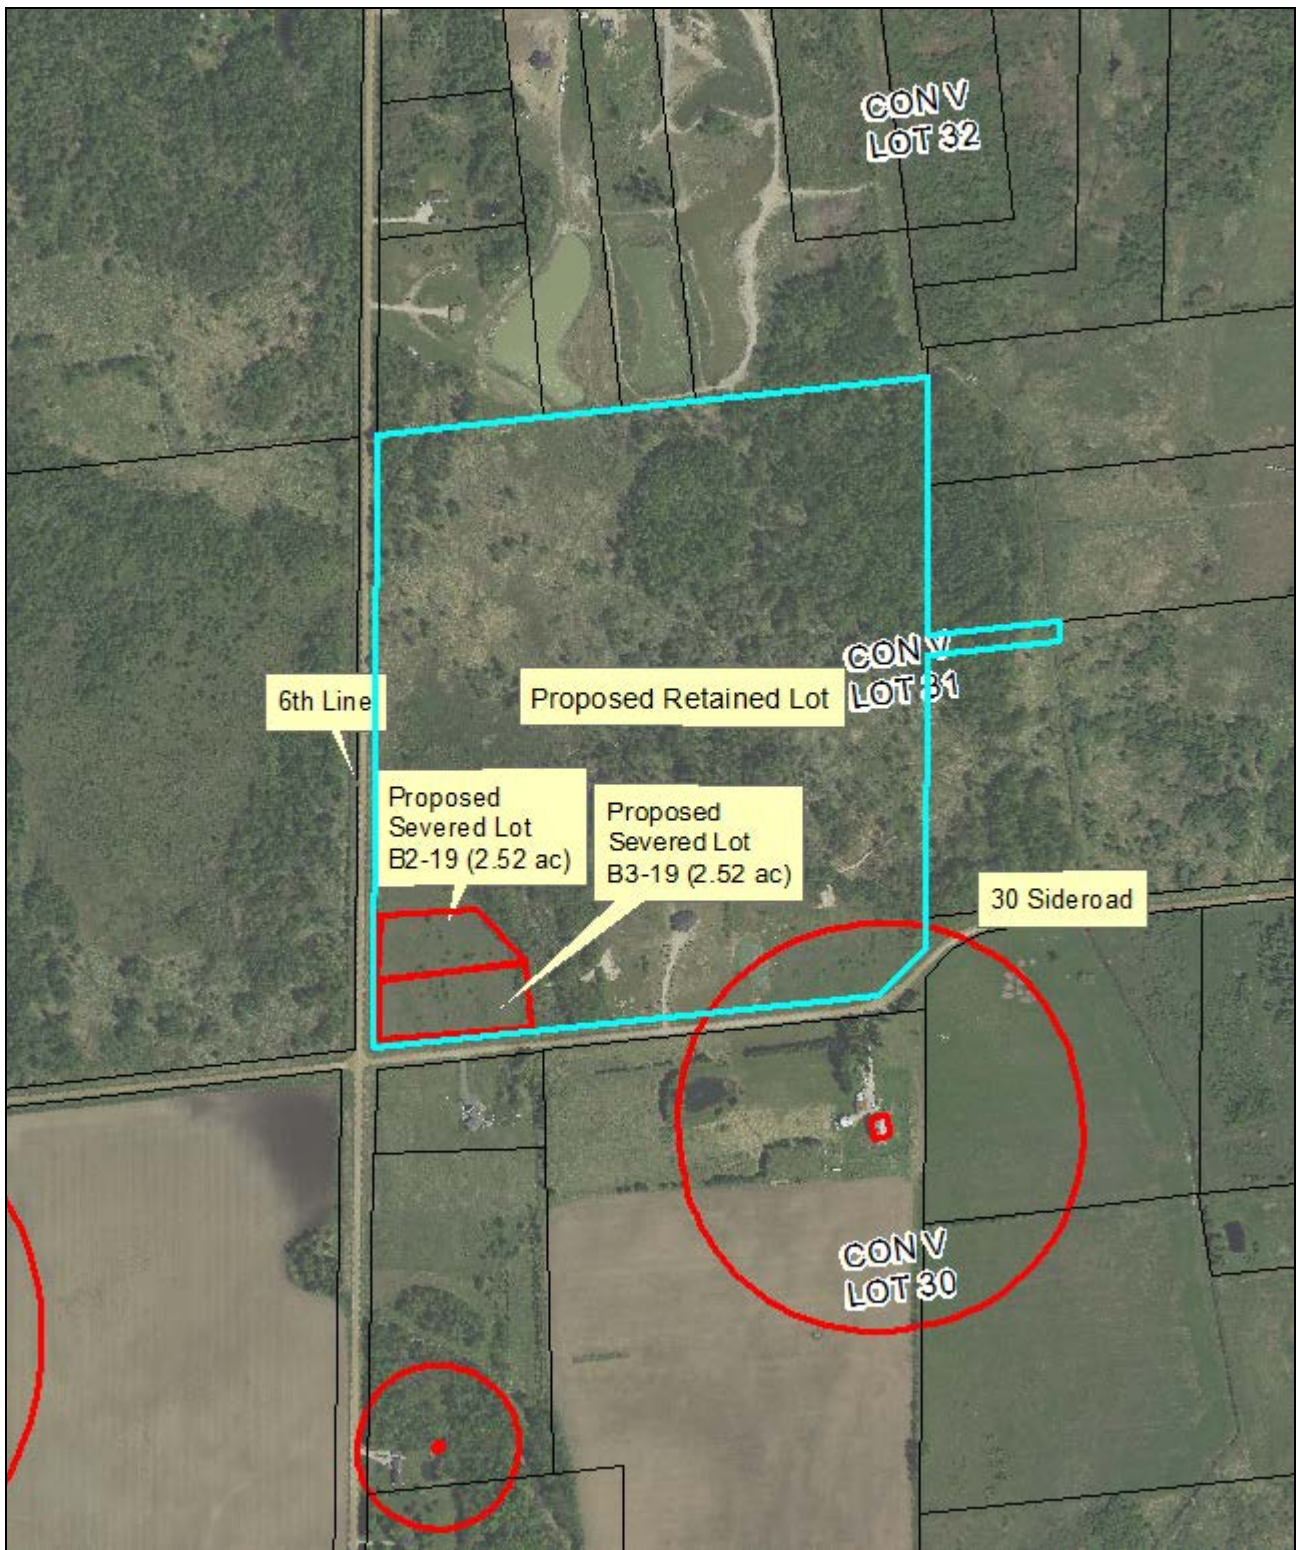 CON V
LOT 32
CON V
LOT 31
6th Line
Proposed Retained Lot
Proposed
Severed Lot
B2-19 (2.52 ac)
Proposed
Severed Lot
B3-19 (2.52 ac)
30 Sideroad
CON V
LOT 30